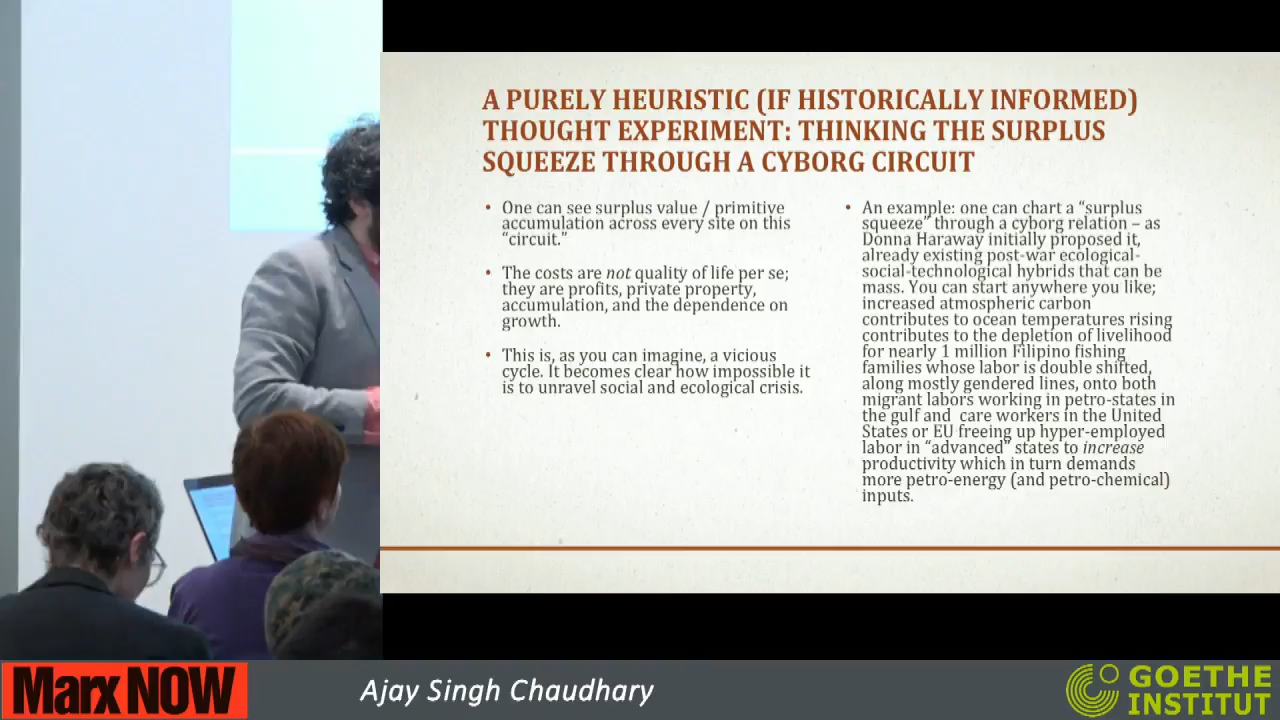 A PURELY HEURISTIC (IF HISTORICALLY INFORMED)
THOUGHT EXPERIMENT: THINKING THE SURPLUS
SQUEEZE THROUGH A CYBORG CIRCUIT
• One can see surplus value / primitive
accumulation across every site on this
“circuit.”
• The costs are not quality of life per se;
they are profits, private property,
accumulation, and the dependence on
growth.
• This is, as you can imagine, a vicious
cycle. It becomes clear how impossible it
is to unravel social and ecological crisis.
• An example: one can chart a “surplus
squeeze” through a cyborg relation – as
Donna Haraway initially proposed it,
already existing post-war ecological-
social-technological hybrids that can be
mass. You can start anywhere you like;
increased atmospheric carbon
contributes to ocean temperatures rising
contributes to the depletion of livelihood
for nearly 1 million Filipino fishing
families whose labor is double shifted,
along mostly gendered lines, onto both
migrant labors working in petro-states in
the gulf and care workers in the United
States or EU freeing up hyper-employed
labor in “advanced” states to increase
productivity which in turn demands
more petro-energy (and petro-chemical)
inputs.
Marx NOW
Ajay Singh Chaudhary
GOETHE
INSTITUT